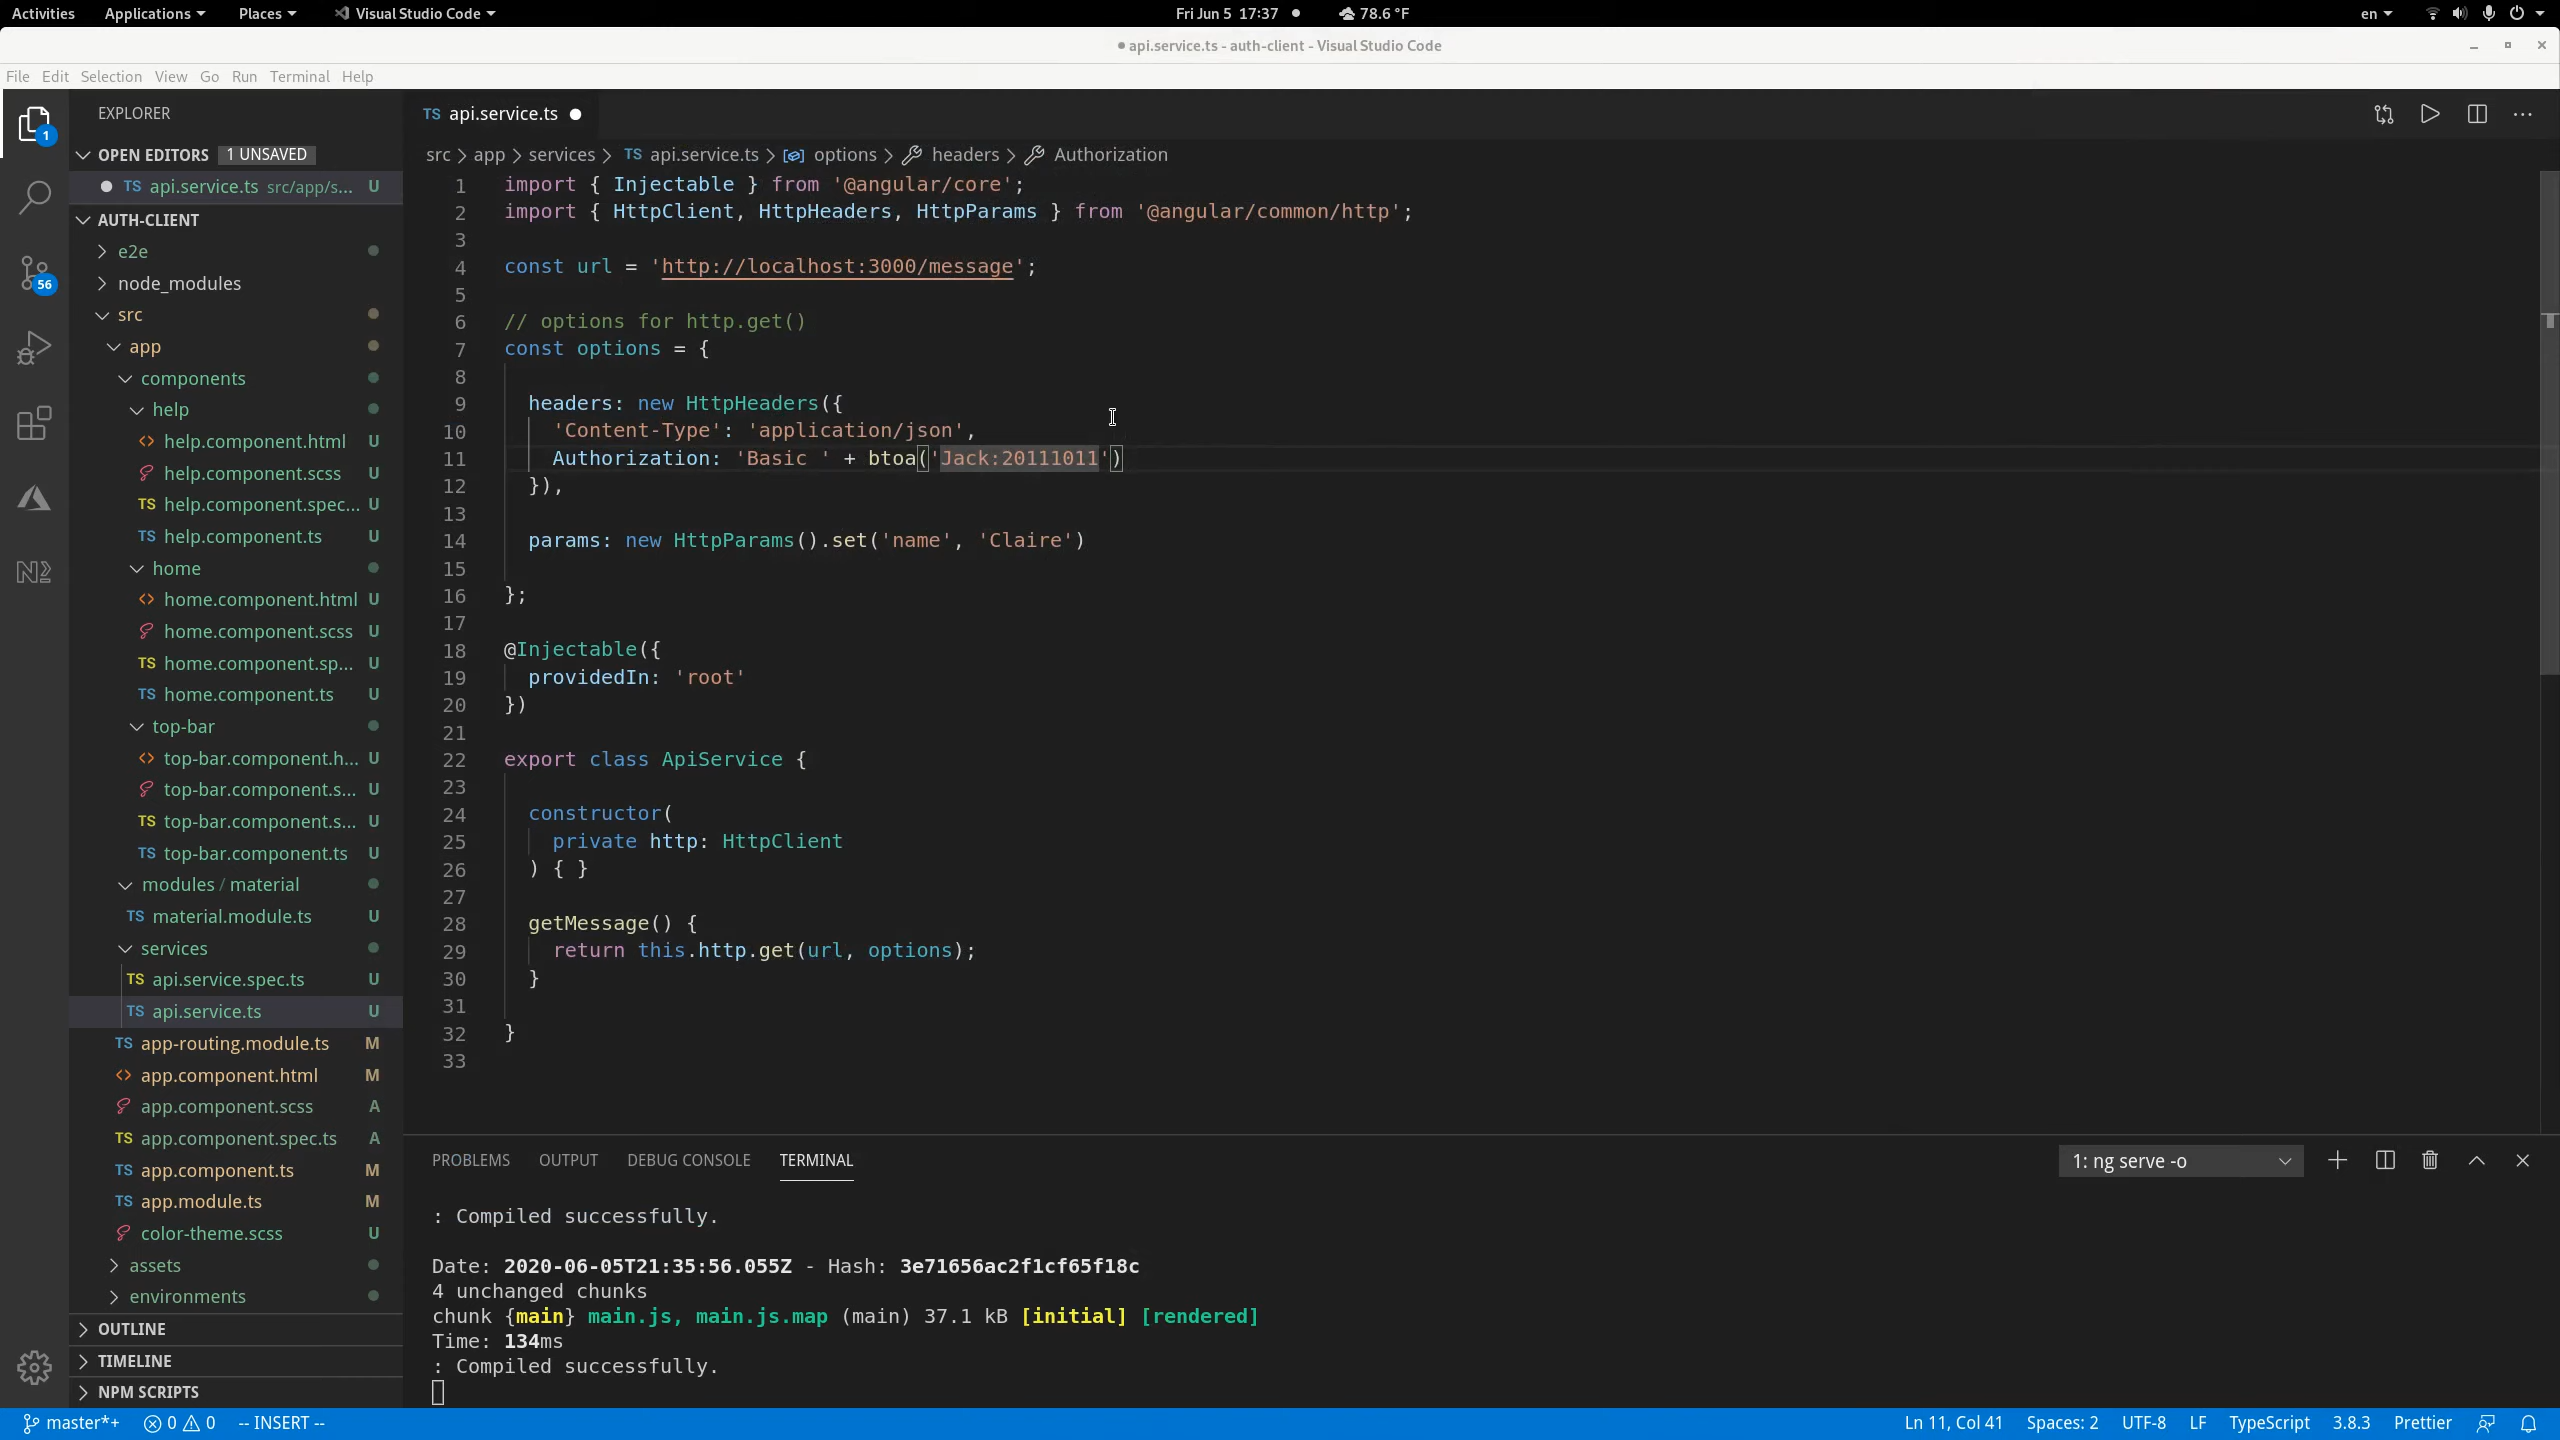 Activities Applications Places Visual Studio Code Fri Jun 5 17:37 78.6 °F en
api.service.ts - auth-client - Visual Studio Code
File Edit Selection View Go Run Terminal Help
EXPLORER
OPEN EDITORS 1 UNSAVED
TS api.service.ts src/app/s... U
AUTH-CLIENT
e2e
node_modules
src
app
components
help
<> help.component.html U
help.component.scss U
TS help.component.spec... U
TS help.component.ts U
home
<> home.component.html U
home.component.scss U
TS home.component.sp... U
TS home.component.ts U
top-bar
<> top-bar.component.h... U
top-bar.component.s... U
TS top-bar.component.s... U
TS top-bar.component.ts U
modules / material
TS material.module.ts U
services
TS api.service.spec.ts U
TS api.service.ts U
TS app-routing.module.ts M
<> app.component.html M
app.component.scss A
TS app.component.spec.ts A
TS app.component.ts M
TS app.module.ts M
color-theme.scss U
assets
environments
OUTLINE
TIMELINE
NPM SCRIPTS
1
56
TS api.service.ts
src > app > services > TS api.service.ts > options > headers > Authorization
1 import { Injectable } from '@angular/core';
2 import { HttpClient, HttpHeaders, HttpParams } from '@angular/common/http';
3
4 const url = 'http://localhost:3000/message';
5
6 // options for http.get()
7 const options = {
8
9 headers: new HttpHeaders({
10 'Content-Type': 'application/json',
11 Authorization: 'Basic ' + btoa('Jack:20111011')
12 }),
13
14 params: new HttpParams().set('name', 'Claire')
15
16 };
17
18 @Injectable({
19 providedIn: 'root'
20 })
21
22 export class ApiService {
23
24 constructor(
25 private http: HttpClient
26 ) { }
27
28 getMessage() {
29 return this.http.get(url, options);
30 }
31
32 }
33
PROBLEMS OUTPUT DEBUG CONSOLE TERMINAL 1: ng serve -o
: Compiled successfully.
Date: 2020-06-05T21:35:56.055Z - Hash: 3e71656ac2f1cf65f18c
4 unchanged chunks
chunk {main} main.js, main.js.map (main) 37.1 kB [initial] [rendered]
Time: 134ms
: Compiled successfully.
master*+ 0 0 -- INSERT -- Ln 11, Col 41 Spaces: 2 UTF-8 LF TypeScript 3.8.3 Prettier